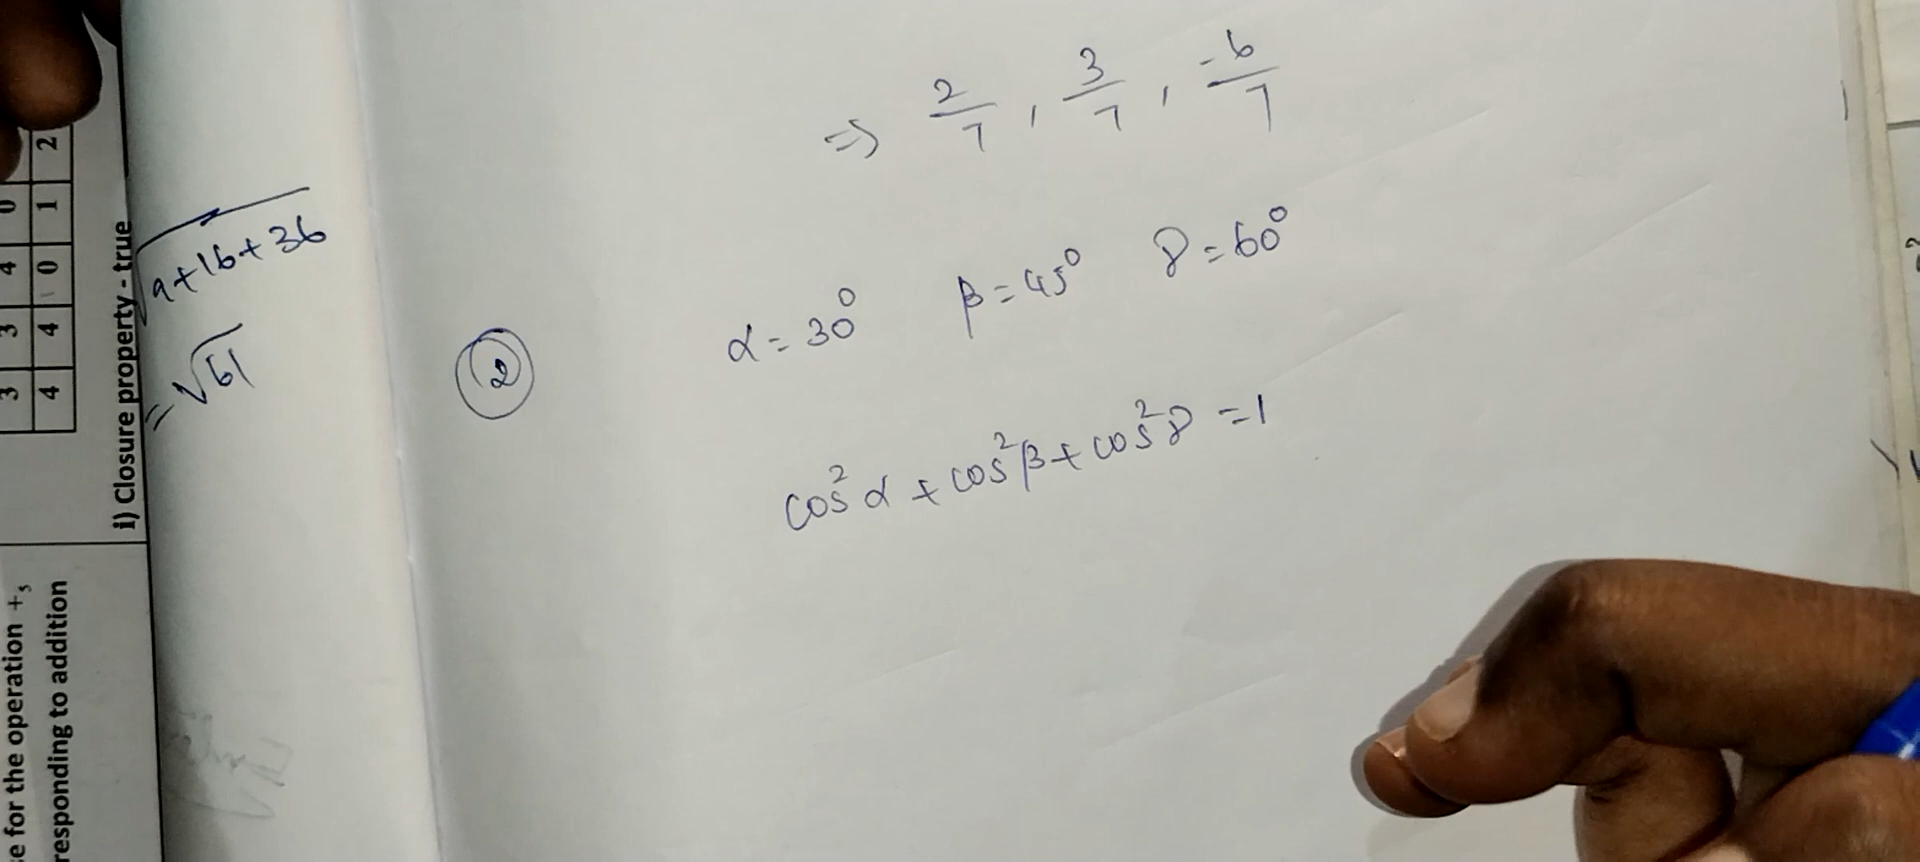 ⇒ 2/7 , 3/7 , -6/7
√9+16+36
= √61
② α = 30° β = 45° γ = 60°
cos²α + cos²β + cos²γ = 1
3 3 4 0
4 4 0 1 2
i) Closure property - true
e for the operation +₅
responding to addition